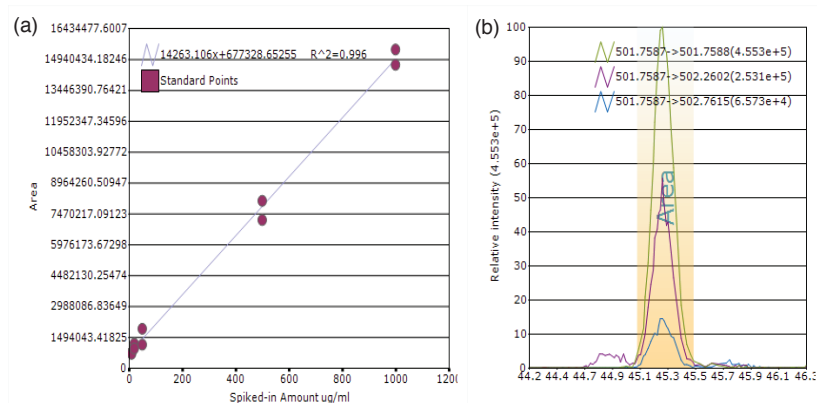 (a)
16434477.6007
14940434.18246
13446390.76421
11952347.34596
10458303.92772
8964260.50947
7470217.09123
5976173.67298
4482130.25474
2988086.83649
1494043.41825
0
Area
14263.106x+677328.65255 R^2=0.996
Standard Points
0 200 400 600 800 1000 1200
Spiked-in Amount ug/ml
(b)
100
90
80
70
60
50
40
30
20
10
0
Relative intensity (4.553e+5)
501.7587->501.7588(4.553e+5)
501.7587->502.2602(2.531e+5)
501.7587->502.7615(6.573e+4)
Area
44.2 44.4 44.7 44.9 45.1 45.3 45.5 45.7 45.9 46.1 46.3